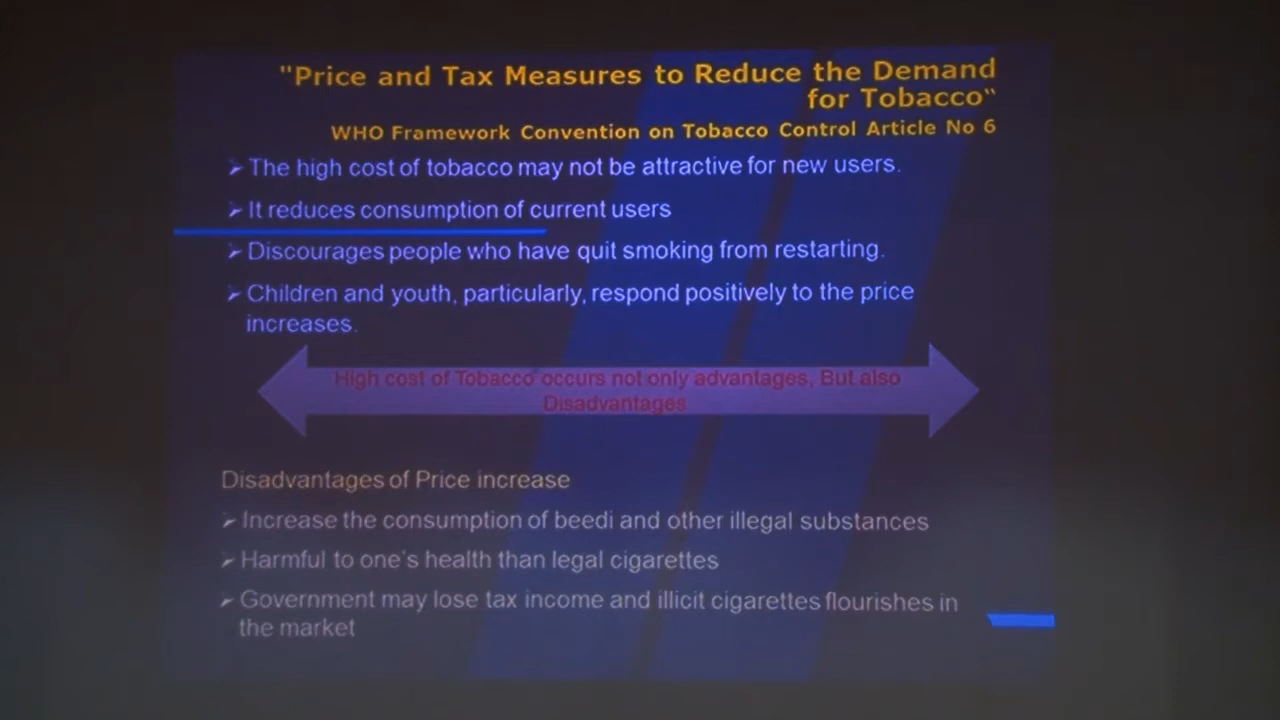 "Price and Tax Measures to Reduce the Demand
for Tobacco“
WHO Framework Convention on Tobacco Control Article No 6
➢ The high cost of tobacco may not be attractive for new users.
➢ It reduces consumption of current users
➢ Discourages people who have quit smoking from restarting.
➢ Children and youth, particularly, respond positively to the price
increases.
High cost of Tobacco occurs not only advantages, But also
Disadvantages
Disadvantages of Price increase
➢ Increase the consumption of beedi and other illegal substances
➢ Harmful to one’s health than legal cigarettes
➢ Government may lose tax income and illicit cigarettes flourishes in
the market